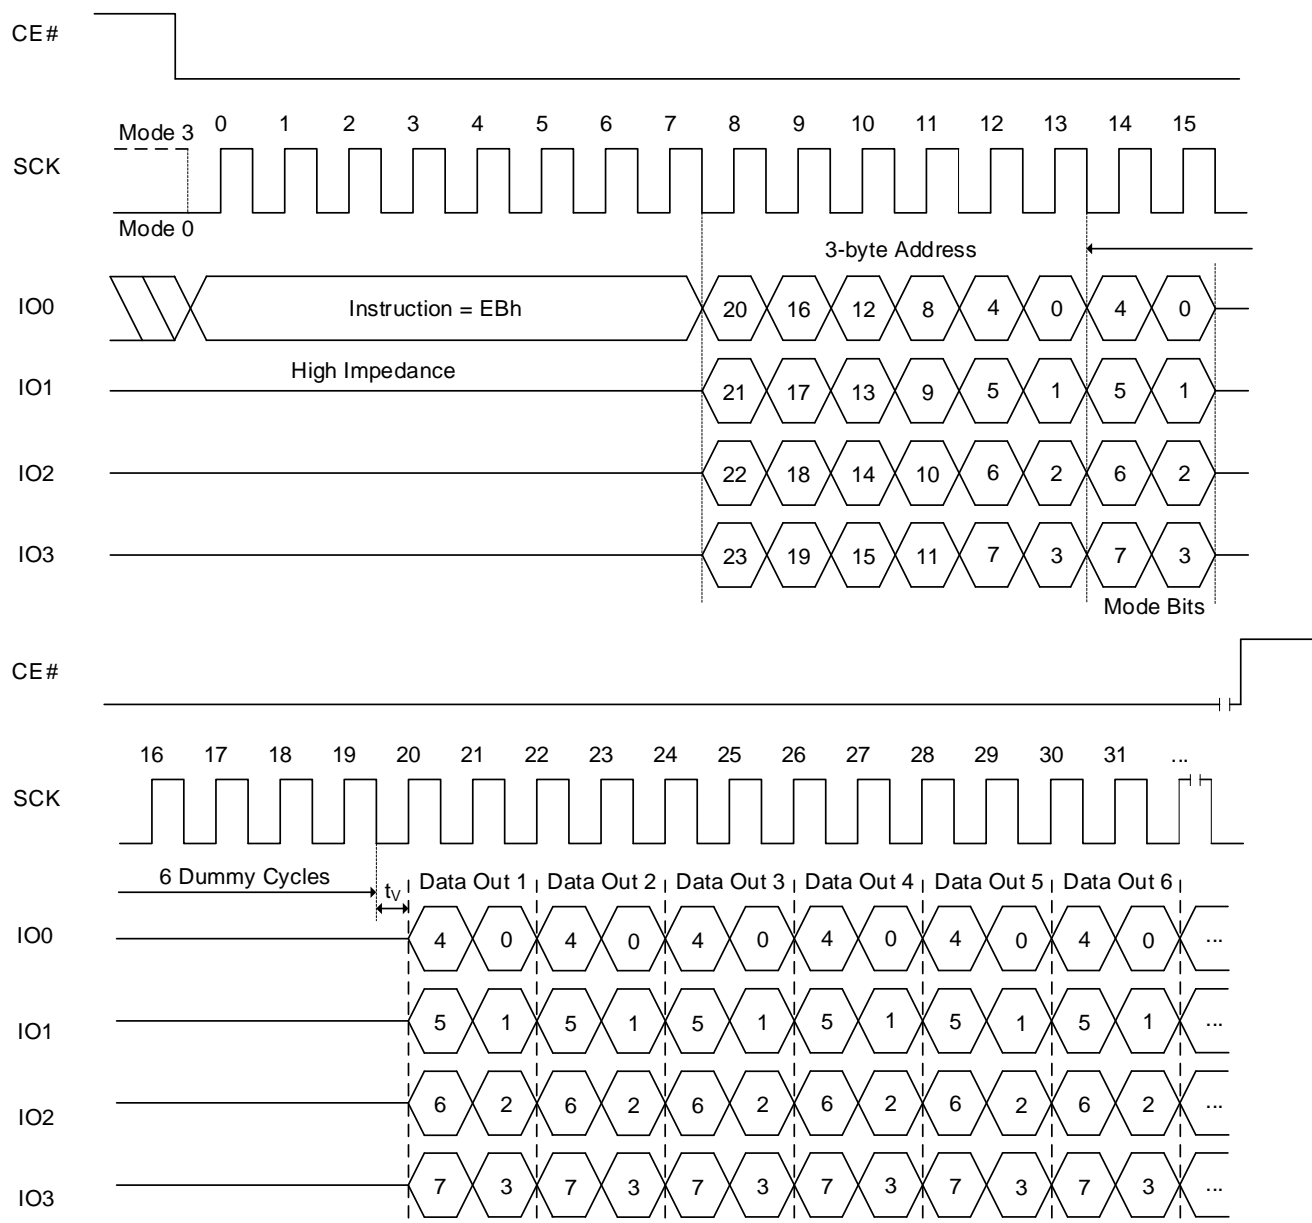 CE#
Mode 3 0 1 2 3 4 5 6 7 8 9 10 11 12 13 14 15
SCK
Mode 0
3-byte Address
IO0 Instruction = EBh 20 16 12 8 4 0 4 0
High Impedance
IO1 21 17 13 9 5 1 5 1
IO2 22 18 14 10 6 2 6 2
IO3 23 19 15 11 7 3 7 3
Mode Bits
CE#
16 17 18 19 20 21 22 23 24 25 26 27 28 29 30 31 ...
SCK
6 Dummy Cycles tV Data Out 1 Data Out 2 Data Out 3 Data Out 4 Data Out 5 Data Out 6
IO0 4 0 4 0 4 0 4 0 4 0 4 0 ...
IO1 5 1 5 1 5 1 5 1 5 1 5 1 ...
IO2 6 2 6 2 6 2 6 2 6 2 6 2 ...
IO3 7 3 7 3 7 3 7 3 7 3 7 3 ...